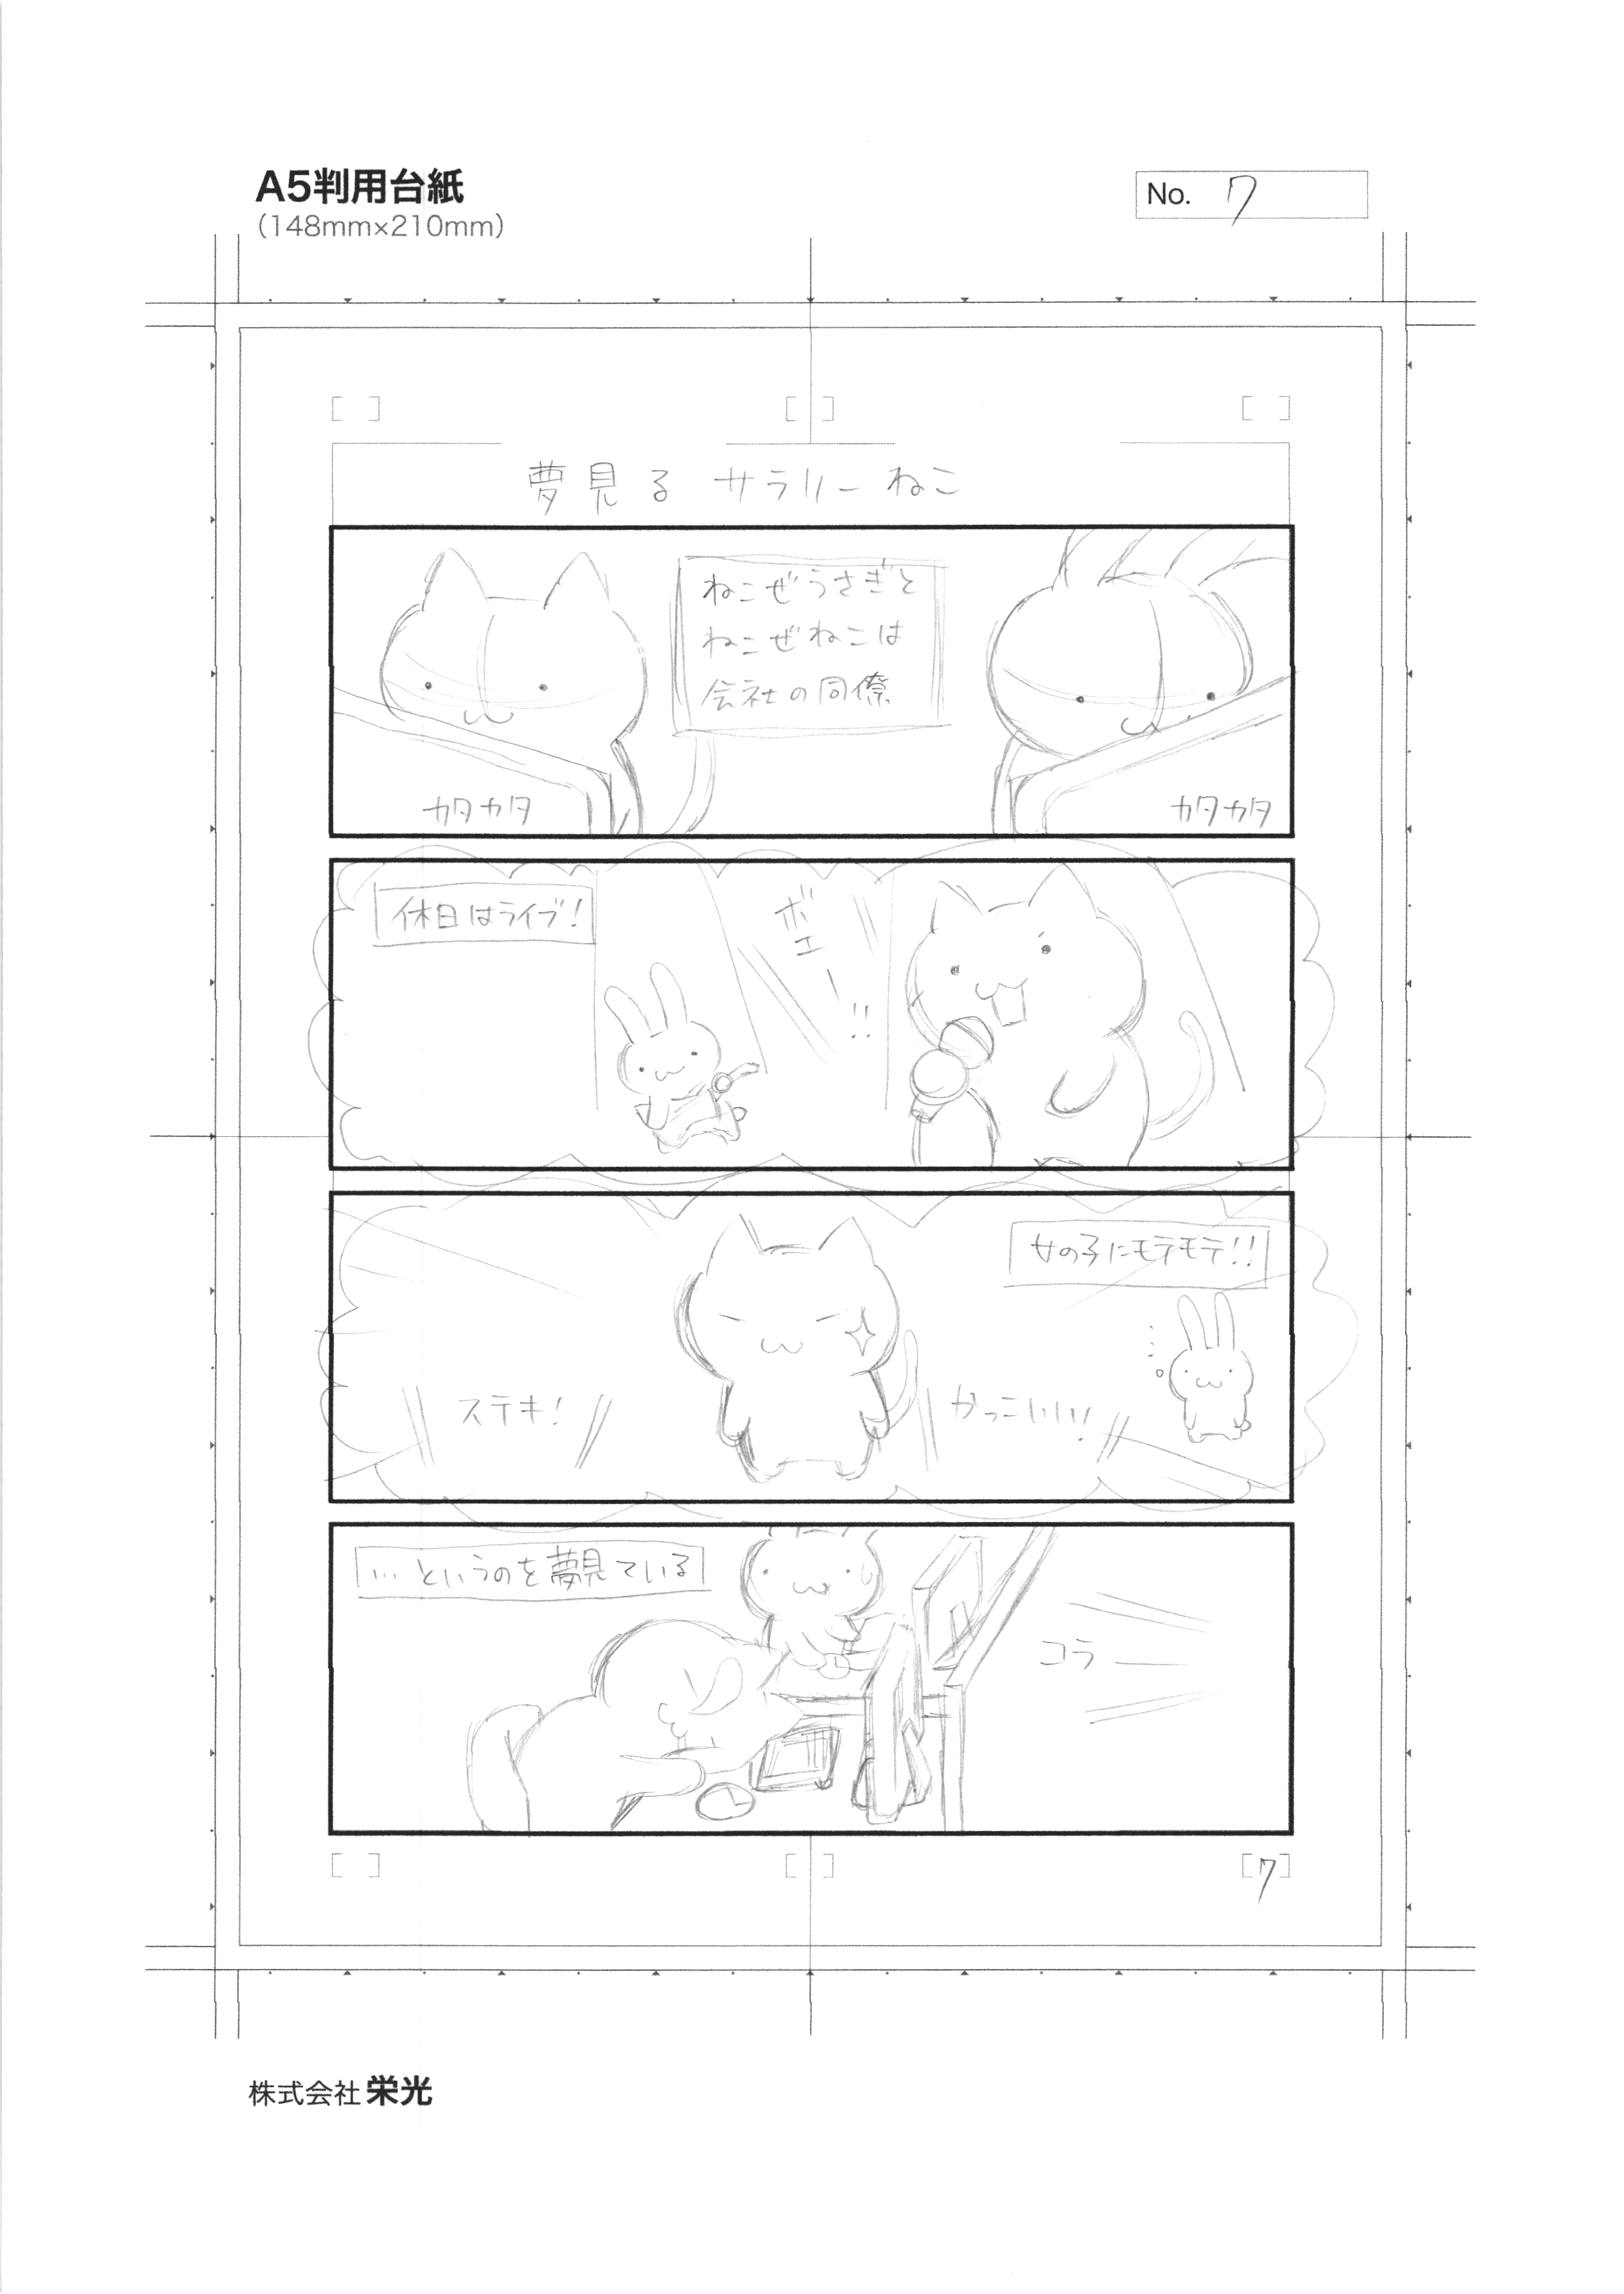 A5判用台紙
(148mm×210mm)
No. 7
夢見る サラリーねこ
ねこぜうさぎと
ねこぜねこは
会社の同僚
カタカタ
カタカタ
休日はライブ!
ボエー!!
女の子にモテモテ!!
ステキ!
かっこいい!
...というのを夢見ている
コラ
7
株式会社 栄光